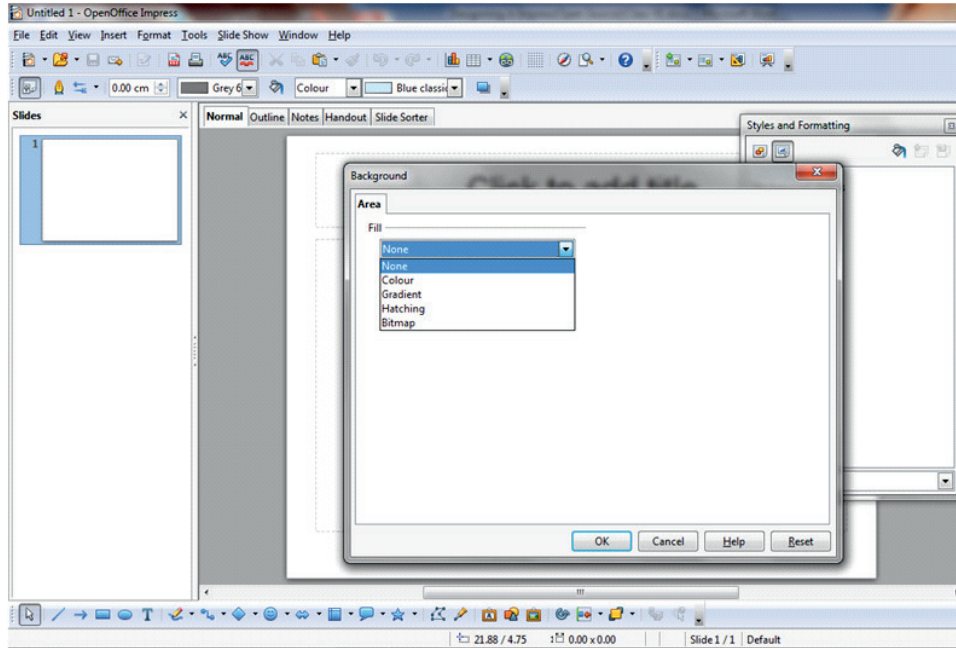 Untitled 1 - OpenOffice Impress
File Edit View Insert Format Tools Slide Show Window Help
ABC ABC
0.00 cm Grey 6 Colour Blue classic
Slides
Normal Outline Notes Handout Slide Sorter
Styles and Formatting
1
Background
Click to add title
Area
Fill
None
None
Colour
Gradient
Hatching
Bitmap
OK Cancel Help Reset
T
21.88 / 4.75 0.00 x 0.00 Slide 1 / 1 Default